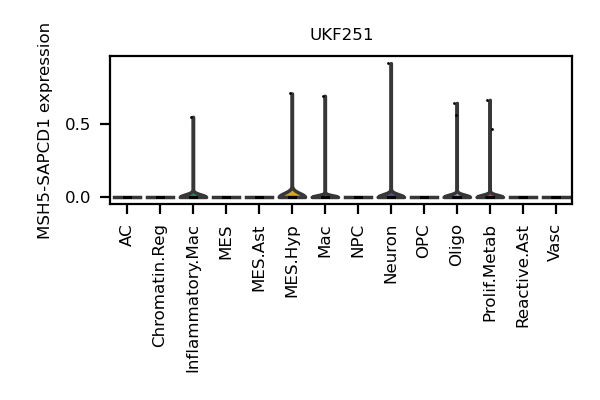 UKF251
MSH5-SAPCD1 expression
0.5
0.0
AC
Chromatin.Reg
Inflammatory.Mac
MES
MES.Ast
MES.Hyp
Mac
NPC
Neuron
OPC
Oligo
Prolif.Metab
Reactive.Ast
Vasc